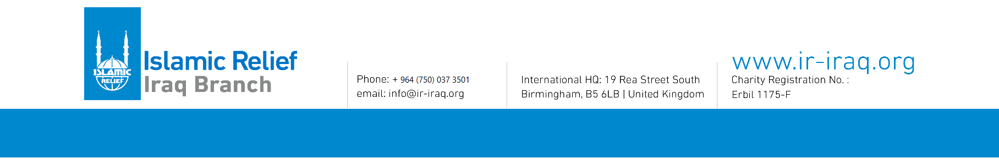 ISLAMIC
RELIEF
Islamic Relief
Iraq Branch
Phone: + 964 (750) 037 3501
email: info@ir-iraq.org
International HQ: 19 Rea Street South
Birmingham, B5 6LB | United Kingdom
www.ir-iraq.org
Charity Registration No. :
Erbil 1175-F